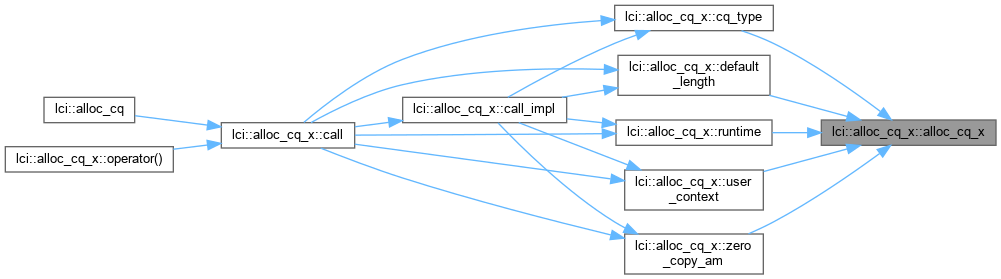 lci::alloc_cq_x::cq_type
lci::alloc_cq_x::default
_length
lci::alloc_cq
lci::alloc_cq_x::call_impl
lci::alloc_cq_x::call
lci::alloc_cq_x::runtime
lci::alloc_cq_x::alloc_cq_x
lci::alloc_cq_x::operator()
lci::alloc_cq_x::user
_context
lci::alloc_cq_x::zero
_copy_am